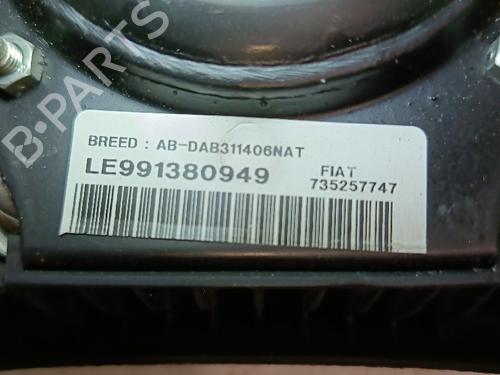 B-PARTS
BREED : AB-DAB311406NAT
LE991380949
FIAT
735257747